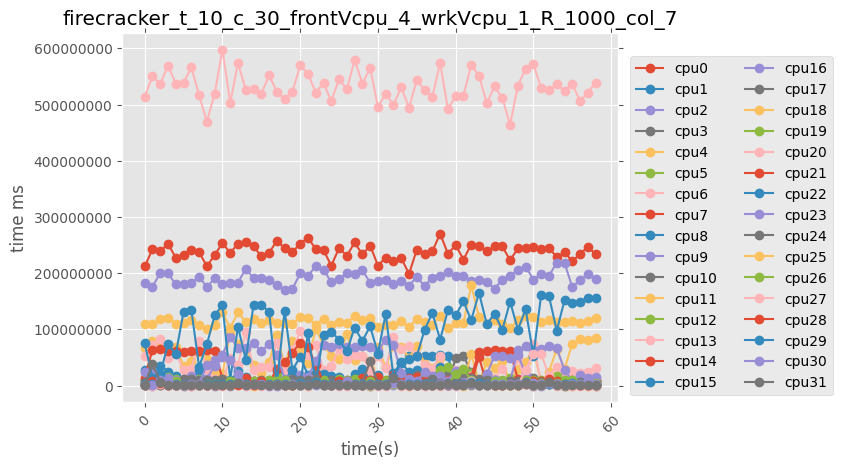 firecracker_t_10_c_30_frontVcpu_4_wrkVcpu_1_R_1000_col_7
time ms
600000000
500000000
400000000
300000000
200000000
100000000
0
0 10 20 30 40 50 60
time(s)
cpu0 cpu16
cpu1 cpu17
cpu2 cpu18
cpu3 cpu19
cpu4 cpu20
cpu5 cpu21
cpu6 cpu22
cpu7 cpu23
cpu8 cpu24
cpu9 cpu25
cpu10 cpu26
cpu11 cpu27
cpu12 cpu28
cpu13 cpu29
cpu14 cpu30
cpu15 cpu31